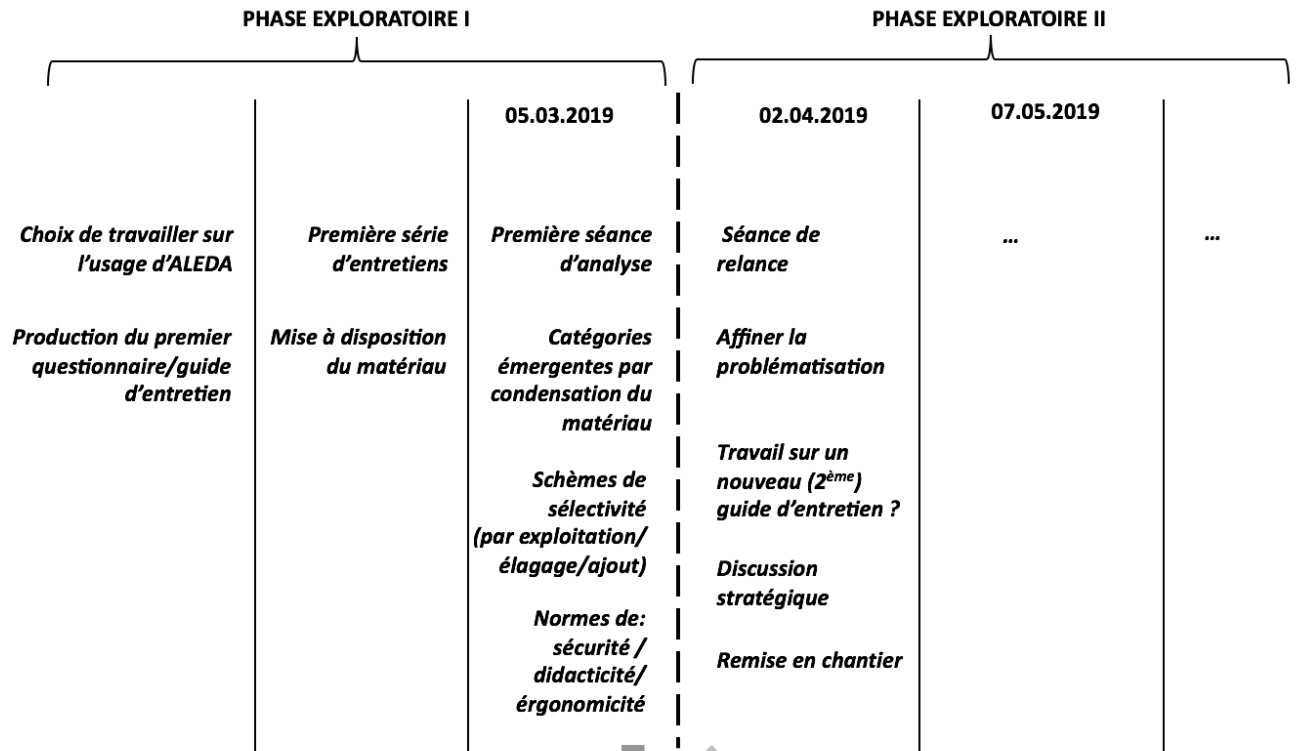 PHASE EXPLORATOIRE I
PHASE EXPLORATOIRE II
05.03.2019
02.04.2019
07.05.2019
Choix de travailler sur
l'usage d'ALEDA
Production du premier
questionnaire/guide
d'entretien
Première série
d'entretiens
Mise à disposition
du matériau
Première séance
d'analyse
Catégories
émergentes par
condensation du
matériau
Schèmes de
sélectivité
(par exploitation/
élagage/ajout)
Normes de:
sécurité /
didacticité/
érgonomicité
Séance de
relance
Affiner la
problématisation
Travail sur un
nouveau (2ème)
guide d'entretien ?
Discussion
stratégique
Remise en chantier
...
...